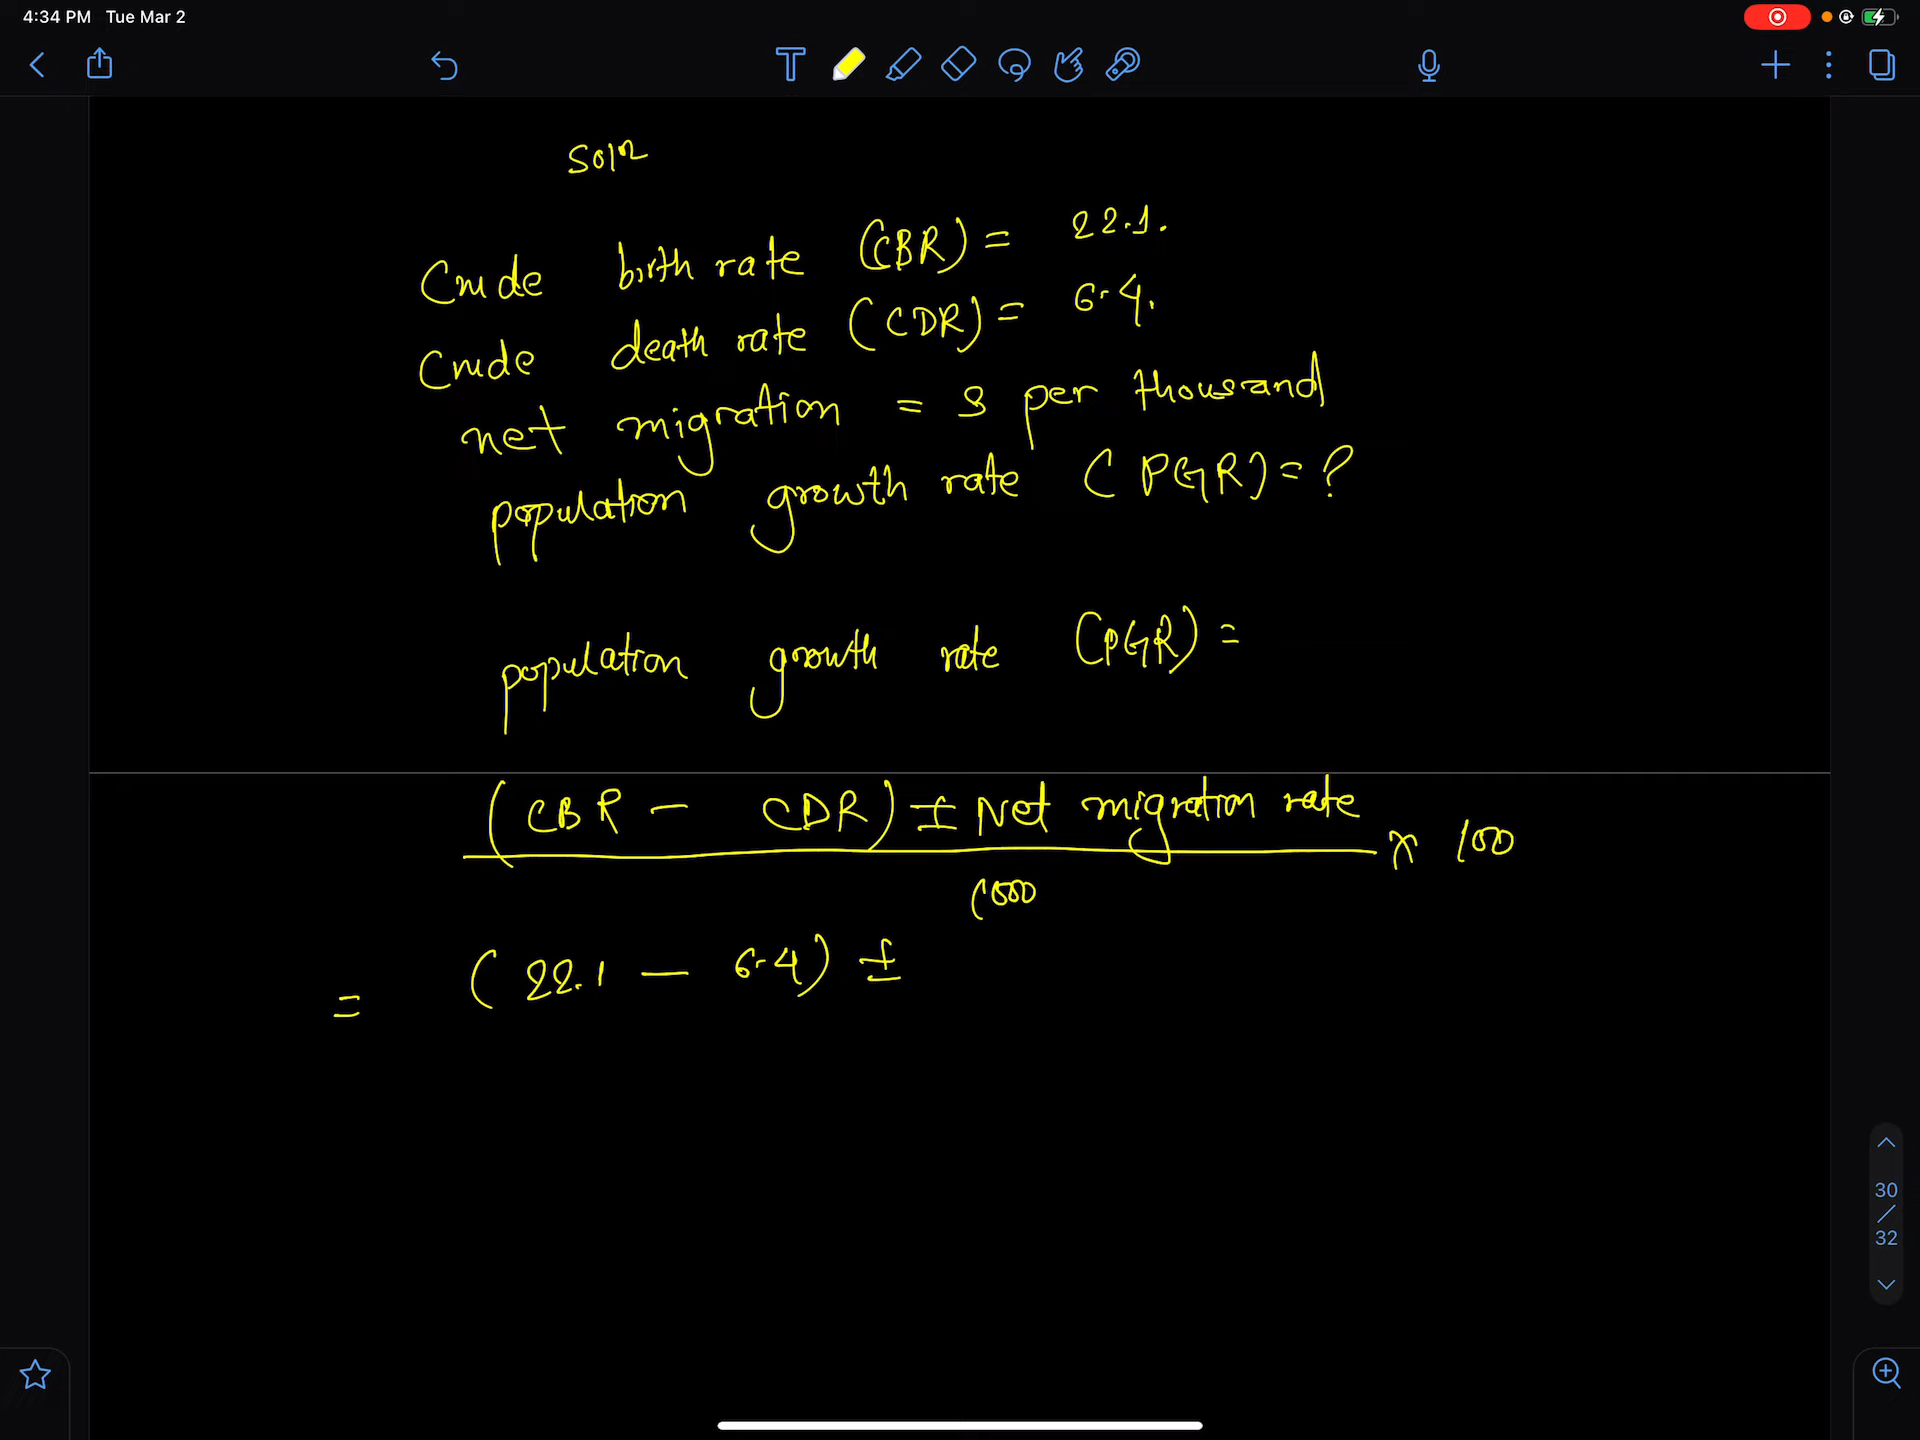 4:34 PM Tue Mar 2
Soln
Crude birth rate (CBR) = 22.1.
Crude death rate (CDR) = 6.4.
net migration = 3 per thousand
population growth rate (PGR) = ?
population growth rate (PGR) =
(CBR - CDR) ± Net migration rate
x 100
1000
= (22.1 - 6.4) ±
30
/
32